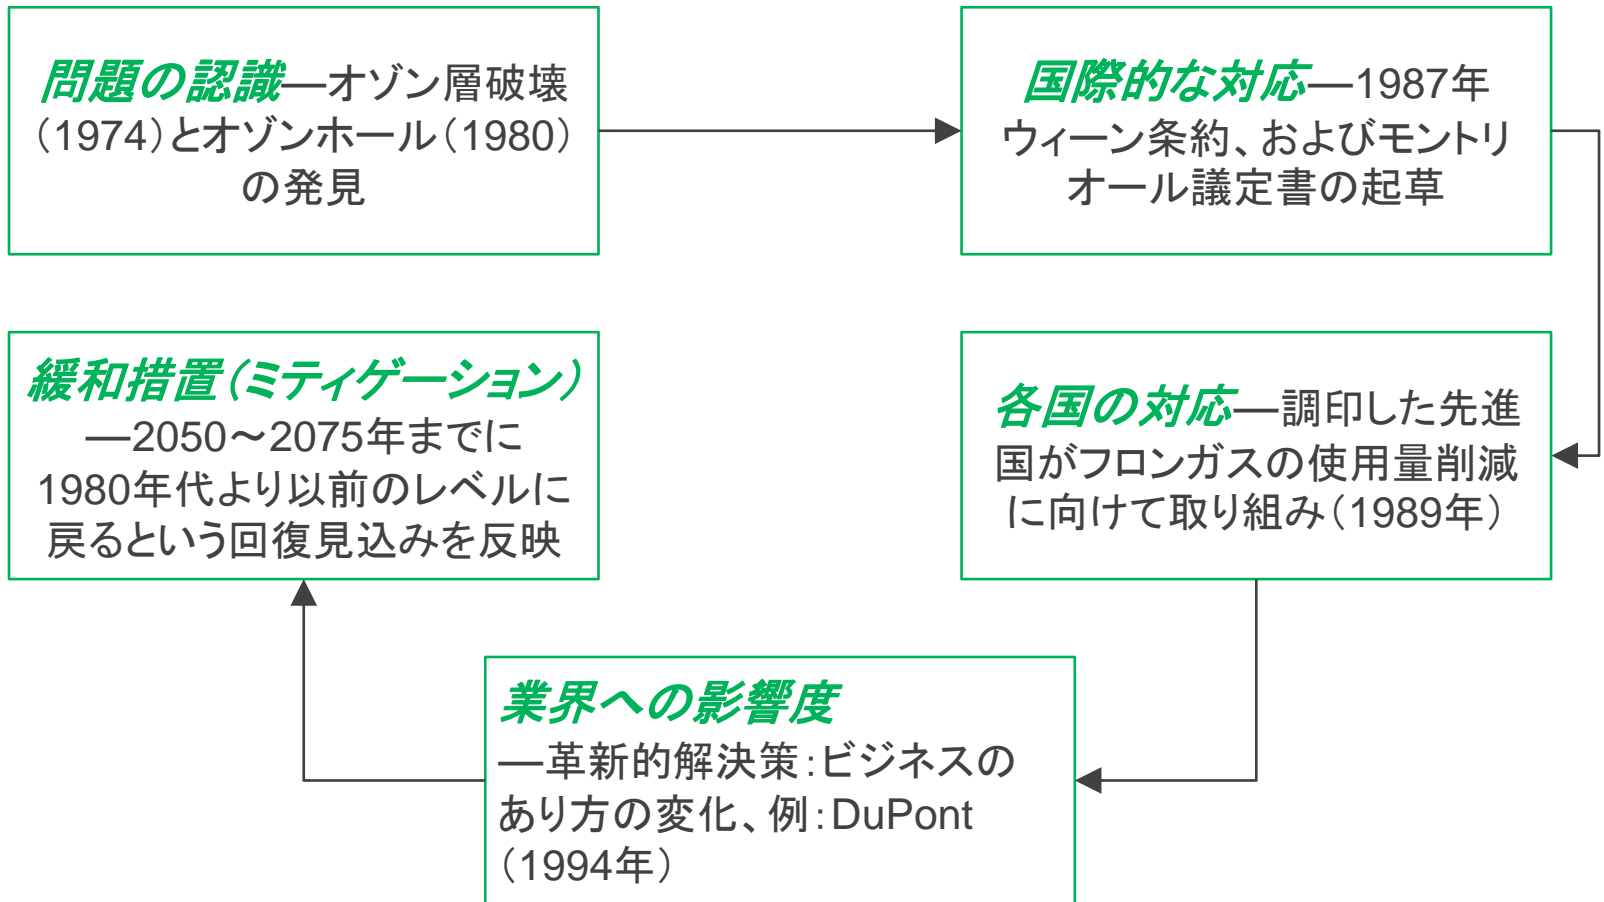 問題の認識—オゾン層破壊
（1974）とオゾンホール（1980）
の発見
国際的な対応—1987年
ウィーン条約、およびモントリ
オール議定書の起草
各国の対応—調印した先進
国がフロンガスの使用量削減
に向けて取り組み（1989年）
業界への影響度
—革新的解決策：ビジネスの
あり方の変化、例：DuPont
（1994年）
緩和措置（ミティゲーション）
—2050～2075年までに
1980年代より以前のレベルに
戻るという回復見込みを反映